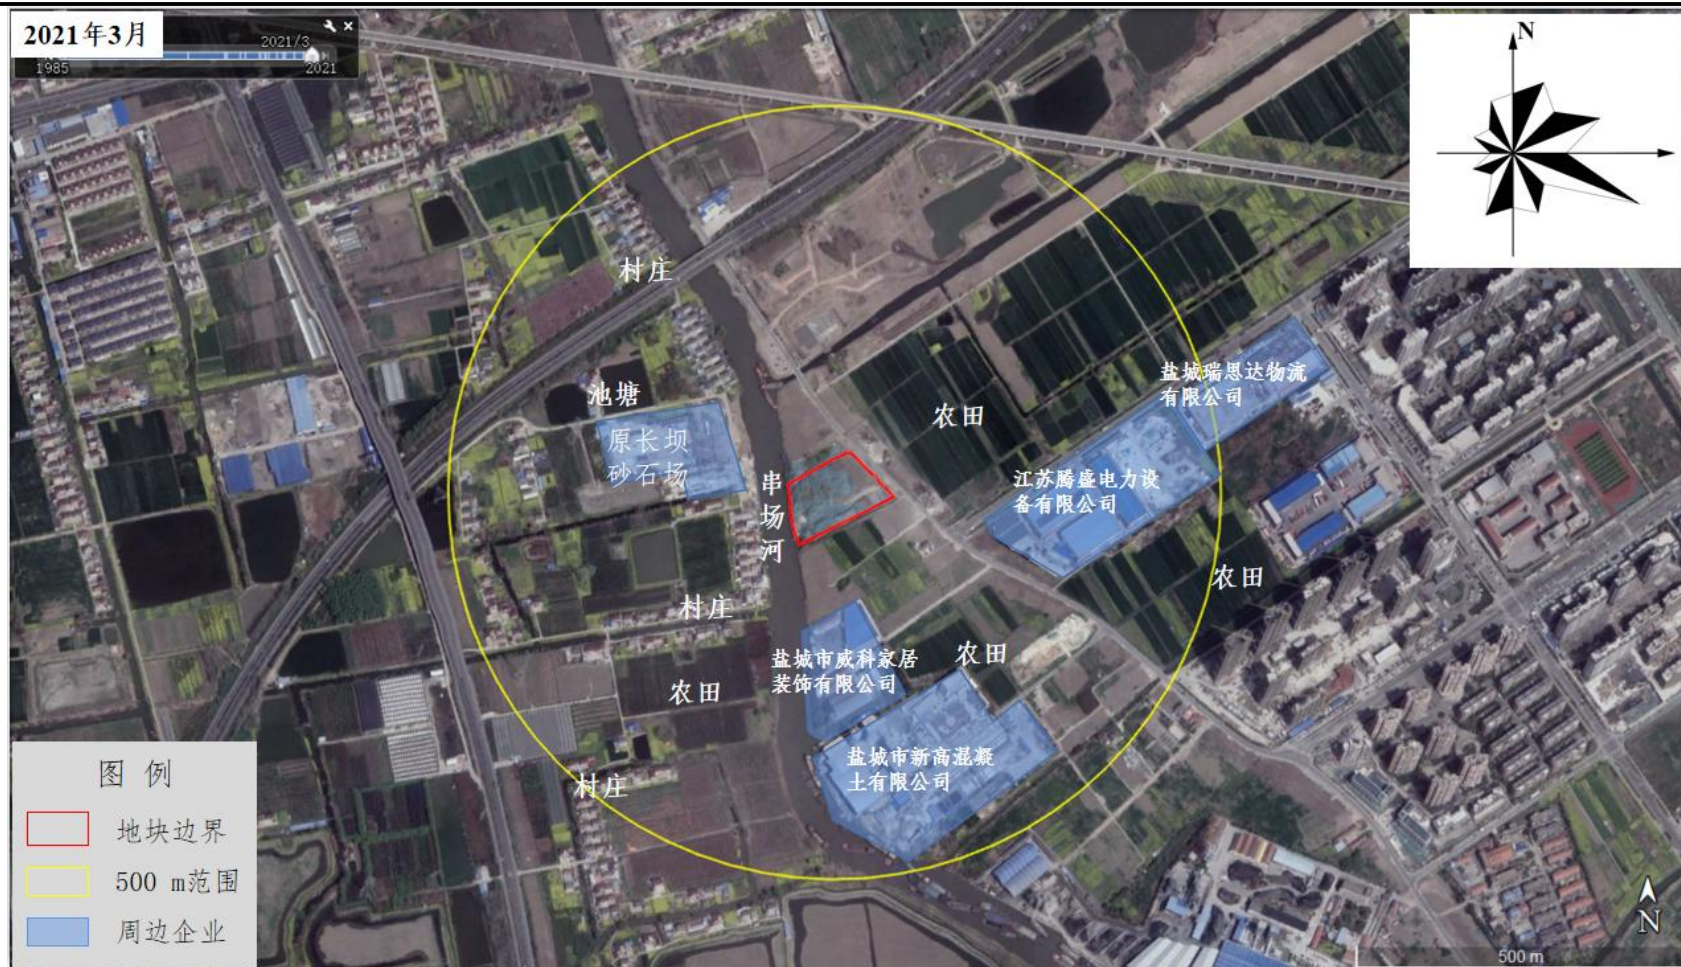 2021年3月
2021/3
1985
2021
N
村庄
池塘
原长坝
砂石场
串
场
河
农田
盐城瑞思达物流
有限公司
江苏腾盛电力设
备有限公司
农田
村庄
盐城市威科家居
装饰有限公司
农田
农田
村庄
盐城市新高混凝
土有限公司
图 例
地块边界
500 m范围
周边企业
N
500 m